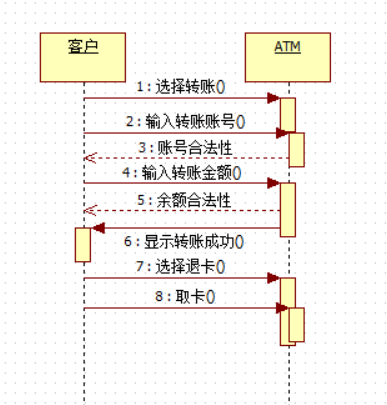 客户
ATM
1 : 选择转账()
2 : 输入转账账号()
3 : 账号合法性
4 : 输入转账金额()
5 : 余额合法性
6 : 显示转账成功()
7 : 选择退卡()
8 : 取卡()